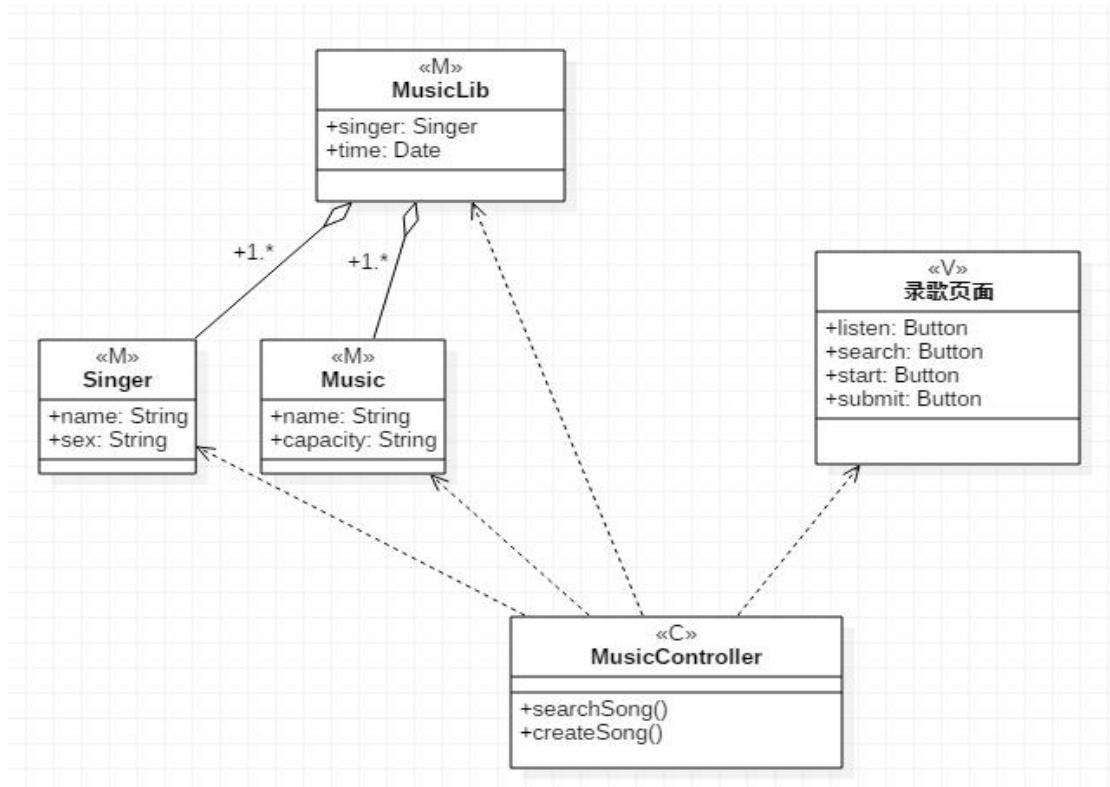 «M»
MusicLib
+singer: Singer
+time: Date
+1.*
+1.*
«V»
录歌页面
+listen: Button
+search: Button
+start: Button
+submit: Button
«M»
Singer
+name: String
+sex: String
«M»
Music
+name: String
+capacity: String
«C»
MusicController
+searchSong()
+createSong()